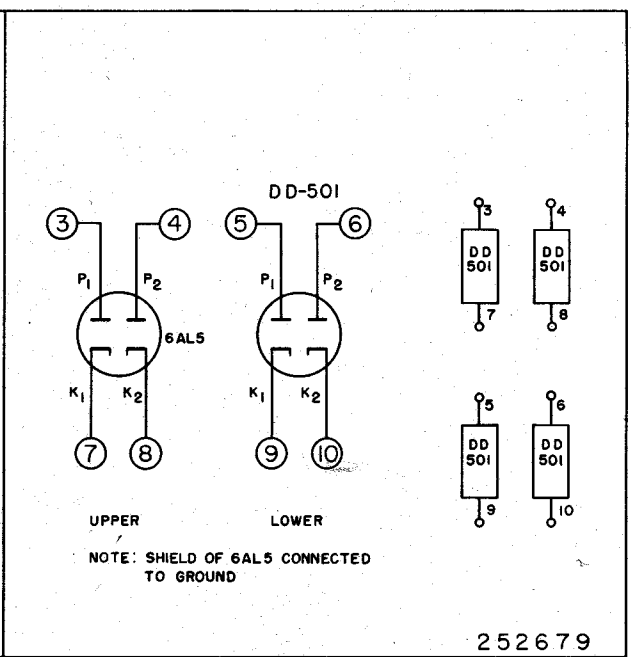 DD-501
3 4 5 6
P1 P2 P1 P2
6AL5
K1 K2 K1 K2
7 8 9 10
UPPER LOWER
NOTE: SHIELD OF 6AL5 CONNECTED
TO GROUND
3 4
DD DD
501 501
7 8
5 6
DD DD
501 501
9 10
252679